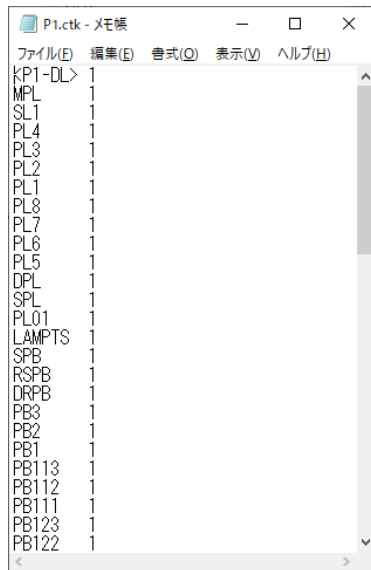 P1.ctk - メモ帳
ファイル(F) 編集(E) 書式(O) 表示(V) ヘルプ(H)
<P1-DL> 1
MPL 1
SL1 1
PL4 1
PL3 1
PL2 1
PL1 1
PL8 1
PL7 1
PL6 1
PL5 1
DPL 1
SPL 1
PL01 1
LAMPTS 1
SPB 1
RSPB 1
DRPB 1
PB3 1
PB2 1
PB1 1
PB113 1
PB112 1
PB111 1
PB123 1
PB122 1